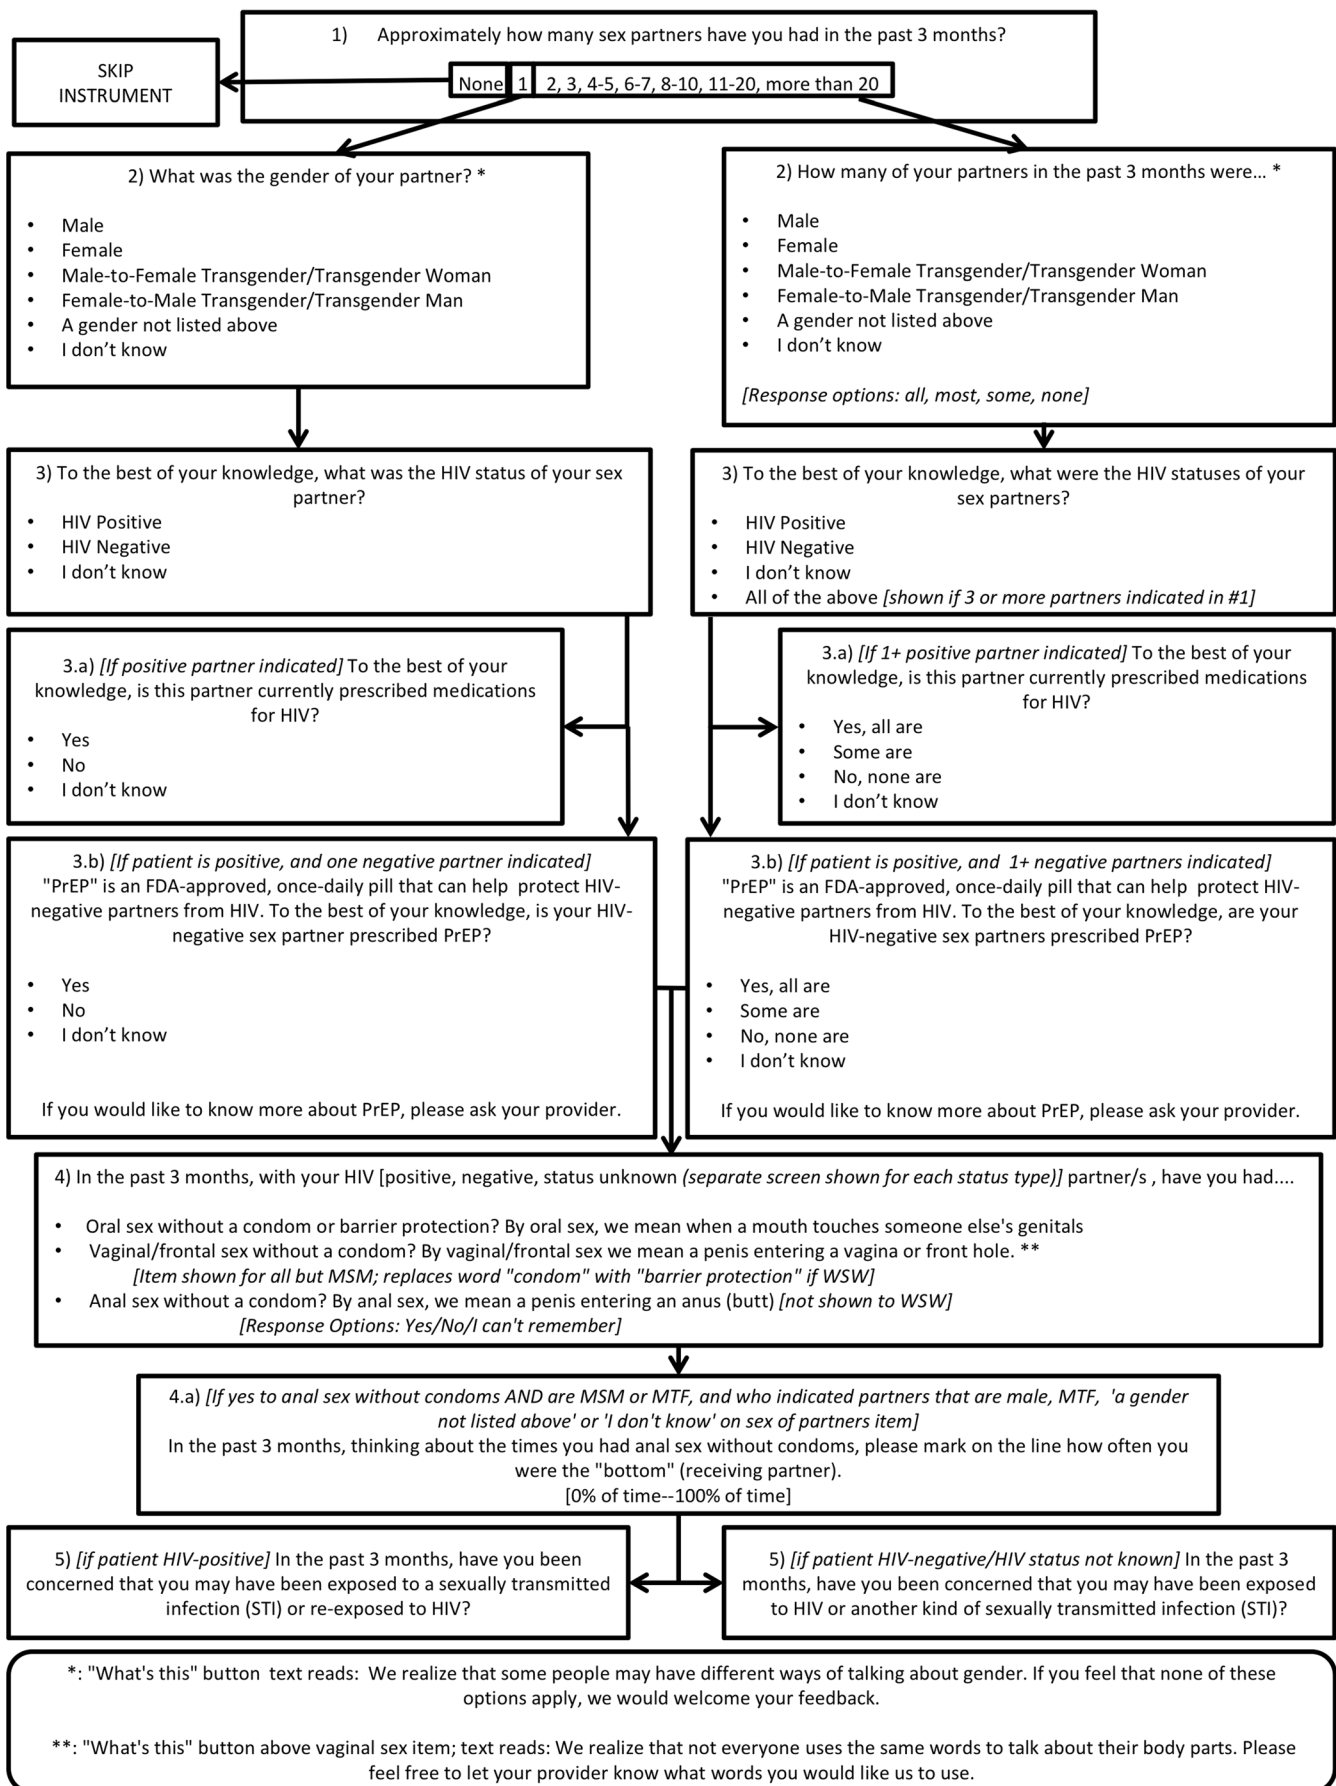 1) Approximately how many sex partners have you had in the past 3 months?
SKIP
INSTRUMENT
None 1 2, 3, 4-5, 6-7, 8-10, 11-20, more than 20
2) What was the gender of your partner? *
• Male
• Female
• Male-to-Female Transgender/Transgender Woman
• Female-to-Male Transgender/Transgender Man
• A gender not listed above
• I don’t know
2) How many of your partners in the past 3 months were... *
• Male
• Female
• Male-to-Female Transgender/Transgender Woman
• Female-to-Male Transgender/Transgender Man
• A gender not listed above
• I don’t know
[Response options: all, most, some, none]
3) To the best of your knowledge, what was the HIV status of your sex
partner?
• HIV Positive
• HIV Negative
• I don’t know
3) To the best of your knowledge, what were the HIV statuses of your
sex partners?
• HIV Positive
• HIV Negative
• I don’t know
• All of the above [shown if 3 or more partners indicated in #1]
3.a) [If positive partner indicated] To the best of your
knowledge, is this partner currently prescribed medications
for HIV?
• Yes
• No
• I don’t know
3.a) [If 1+ positive partner indicated] To the best of your
knowledge, is this partner currently prescribed medications
for HIV?
• Yes, all are
• Some are
• No, none are
• I don’t know
3.b) [If patient is positive, and one negative partner indicated]
"PrEP" is an FDA-approved, once-daily pill that can help protect HIV-
negative partners from HIV. To the best of your knowledge, is your HIV-
negative sex partner prescribed PrEP?
• Yes
• No
• I don’t know
If you would like to know more about PrEP, please ask your provider.
3.b) [If patient is positive, and 1+ negative partners indicated]
"PrEP" is an FDA-approved, once-daily pill that can help protect HIV-
negative partners from HIV. To the best of your knowledge, are your
HIV-negative sex partners prescribed PrEP?
• Yes, all are
• Some are
• No, none are
• I don’t know
If you would like to know more about PrEP, please ask your provider.
4) In the past 3 months, with your HIV [positive, negative, status unknown (separate screen shown for each status type)] partner/s , have you had....
• Oral sex without a condom or barrier protection? By oral sex, we mean when a mouth touches someone else's genitals
• Vaginal/frontal sex without a condom? By vaginal/frontal sex we mean a penis entering a vagina or front hole. **
[Item shown for all but MSM; replaces word "condom" with "barrier protection" if WSW]
• Anal sex without a condom? By anal sex, we mean a penis entering an anus (butt) [not shown to WSW]
[Response Options: Yes/No/I can't remember]
4.a) [If yes to anal sex without condoms AND are MSM or MTF, and who indicated partners that are male, MTF, 'a gender
not listed above' or 'I don't know' on sex of partners item]
In the past 3 months, thinking about the times you had anal sex without condoms, please mark on the line how often you
were the "bottom" (receiving partner).
[0% of time--100% of time]
5) [if patient HIV-positive] In the past 3 months, have you been
concerned that you may have been exposed to a sexually transmitted
infection (STI) or re-exposed to HIV?
5) [if patient HIV-negative/HIV status not known] In the past 3
months, have you been concerned that you may have been exposed
to HIV or another kind of sexually transmitted infection (STI)?
*: "What's this" button text reads: We realize that some people may have different ways of talking about gender. If you feel that none of these
options apply, we would welcome your feedback.
**: "What's this" button above vaginal sex item; text reads: We realize that not everyone uses the same words to talk about their body parts. Please
feel free to let your provider know what words you would like us to use.